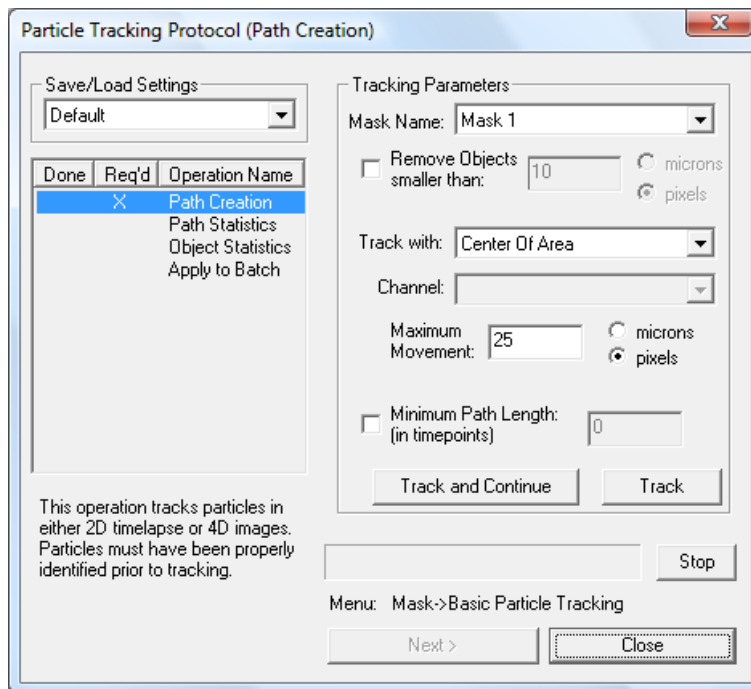 Particle Tracking Protocol (Path Creation)
Save/Load Settings
Default
Done Req'd Operation Name
X Path Creation
Path Statistics
Object Statistics
Apply to Batch
This operation tracks particles in
either 2D timelapse or 4D images.
Particles must have been properly
identified prior to tracking.
Tracking Parameters
Mask Name: Mask 1
Remove Objects
smaller than:
10
microns
pixels
Track with: Center Of Area
Channel:
Maximum
Movement:
25
microns
pixels
Minimum Path Length:
(in timepoints)
0
Track and Continue
Track
Stop
Menu: Mask->Basic Particle Tracking
Next >
Close